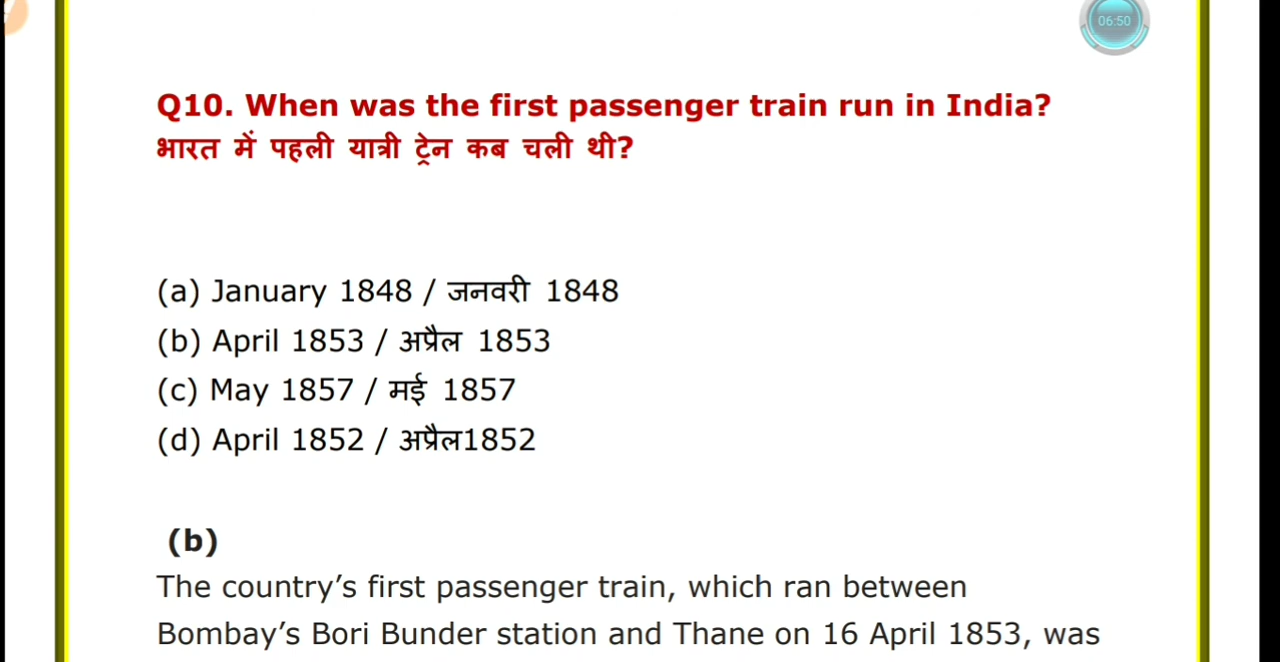 06:50
Q10. When was the first passenger train run in India?
भारत में पहली यात्री ट्रेन कब चली थी?
(a) January 1848 / जनवरी 1848
(b) April 1853 / अप्रैल 1853
(c) May 1857 / मई 1857
(d) April 1852 / अप्रैल1852
(b)
The country’s first passenger train, which ran between
Bombay’s Bori Bunder station and Thane on 16 April 1853, was